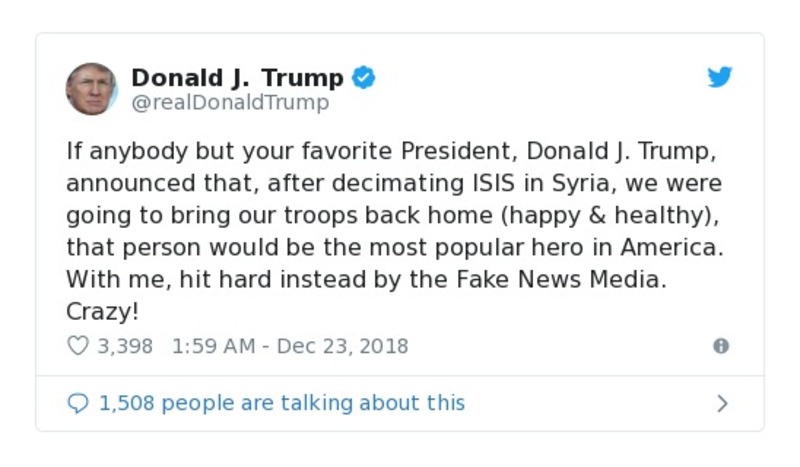 Donald J. Trump
@realDonaldTrump
If anybody but your favorite President, Donald J. Trump,
announced that, after decimating ISIS in Syria, we were
going to bring our troops back home (happy & healthy),
that person would be the most popular hero in America.
With me, hit hard instead by the Fake News Media.
Crazy!
3,398 1:59 AM - Dec 23, 2018
1,508 people are talking about this